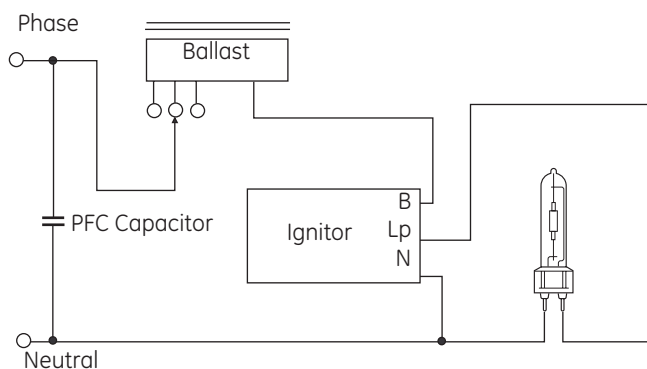 Phase
Ballast
PFC Capacitor
Ignitor
B
Lp
N
Neutral